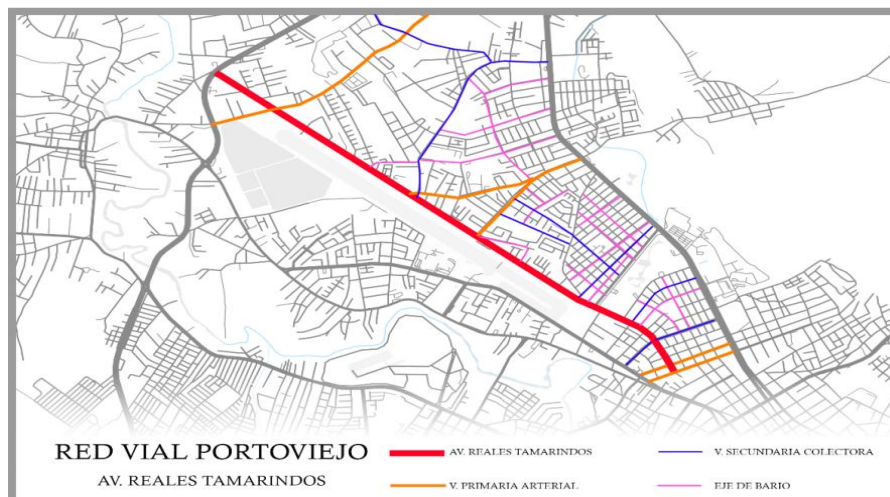 RED VIAL PORTOVIEJO
AV. REALES TAMARINDOS
AV. REALES TAMARINDOS
V. PRIMARIA ARTERIAL
V. SECUNDARIA COLECTORA
EJE DE BARIO